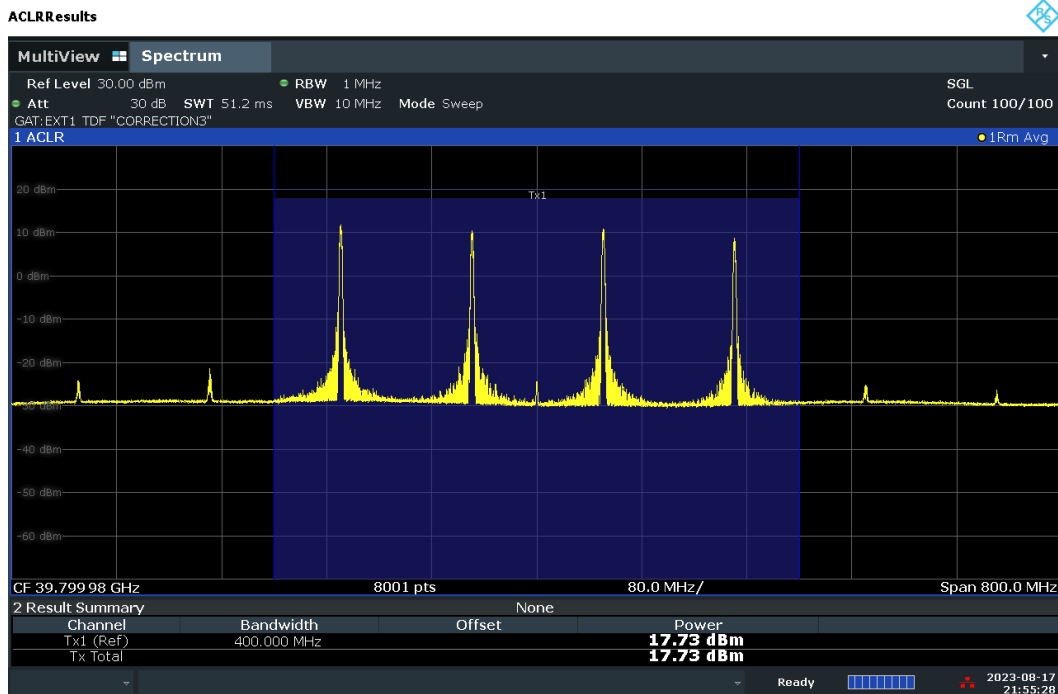 ACLRResults
R&S
MultiView Spectrum
Ref Level 30.00 dBm RBW 1 MHz SGL
Att 30 dB SWT 51.2 ms VBW 10 MHz Mode Sweep Count 100/100
GAT:EXT1 TDF "CORRECTION3"
1 ACLR 1Rm Avg
Tx1
20 dBm
10 dBm
0 dBm
-10 dBm
-20 dBm
-30 dBm
-40 dBm
-50 dBm
-60 dBm
CF 39.79998 GHz 8001 pts 80.0 MHz/ Span 800.0 MHz
2 Result Summary None
Channel Bandwidth Offset Power
Tx1 (Ref) 400.000 MHz 17.73 dBm
Tx Total 17.73 dBm
Ready 2023-08-17
21:55:28